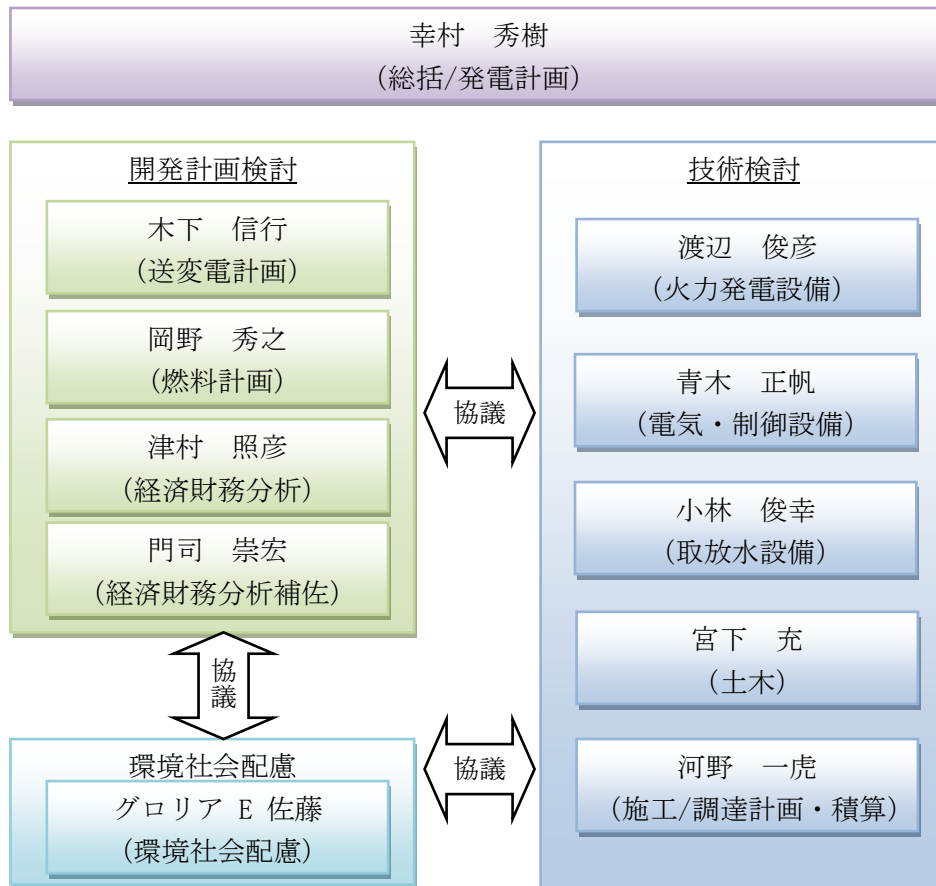 幸村　秀樹
（総括/発電計画）
開発計画検討
木下　信行
（送変電計画）
岡野　秀之
（燃料計画）
津村　照彦
（経済財務分析）
門司　崇宏
（経済財務分析補佐）
協議
環境社会配慮
グロリア E 佐藤
（環境社会配慮）
協議
協議
技術検討
渡辺　俊彦
（火力発電設備）
青木　正帆
（電気・制御設備）
小林　俊幸
（取放水設備）
宮下　充
（土木）
河野　一虎
（施工/調達計画・積算）